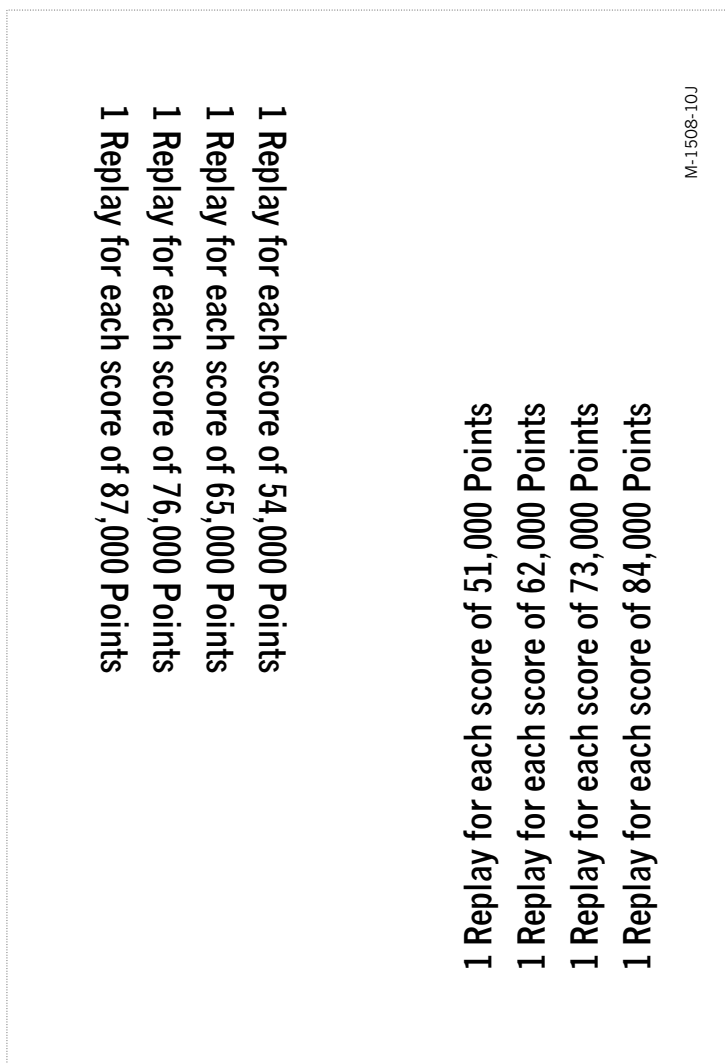 1 Replay for each score of 54,000 Points
1 Replay for each score of 65,000 Points
1 Replay for each score of 76,000 Points
1 Replay for each score of 87,000 Points
M-1508-10J
1 Replay for each score of 51,000 Points
1 Replay for each score of 62,000 Points
1 Replay for each score of 73,000 Points
1 Replay for each score of 84,000 Points